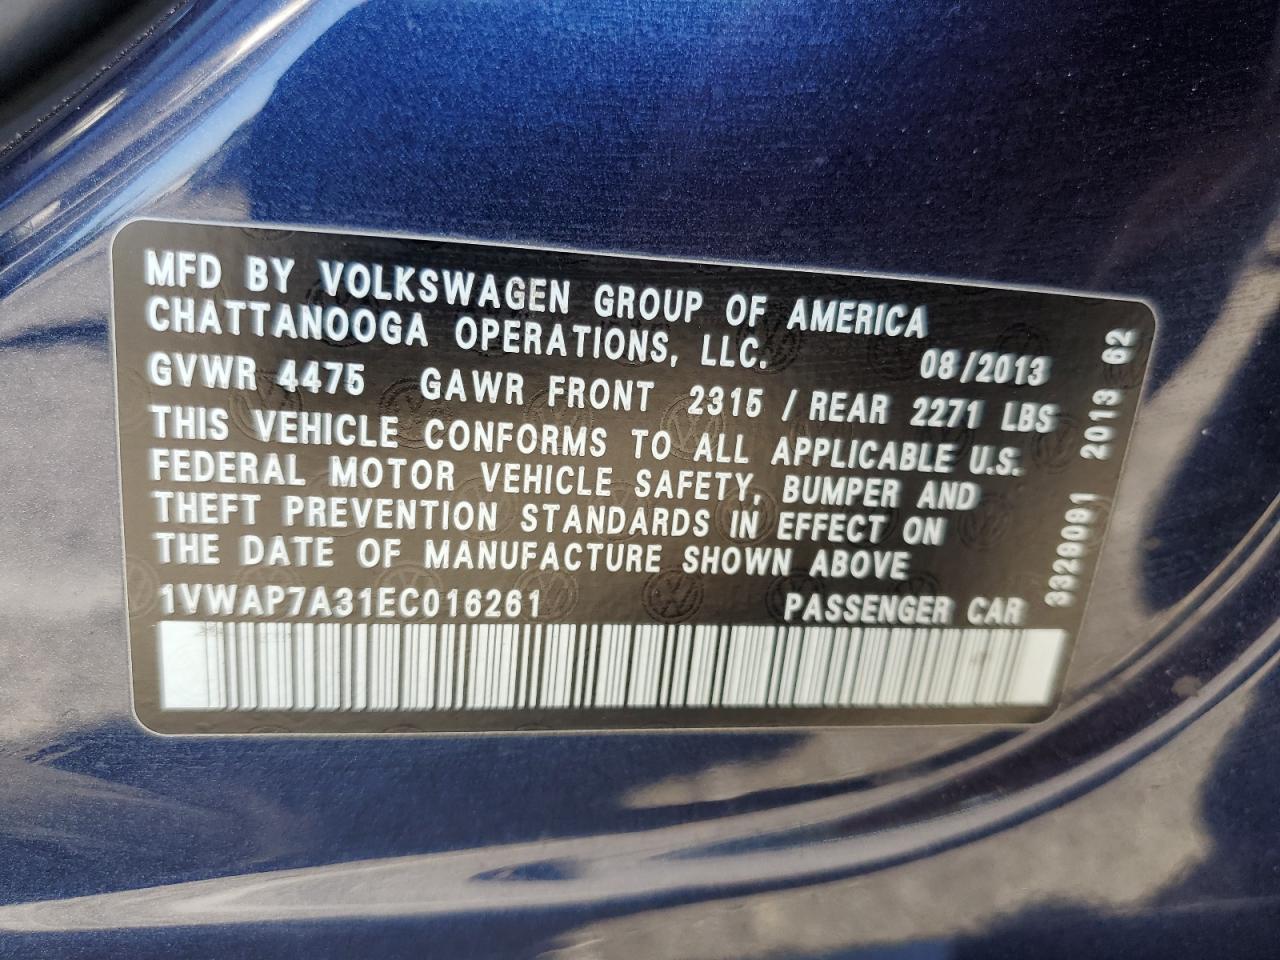 MFD BY VOLKSWAGEN GROUP OF AMERICA
CHATTANOOGA OPERATIONS, LLC. 08/2013
GVWR 4475 GAWR FRONT 2315 / REAR 2271 LBS
THIS VEHICLE CONFORMS TO ALL APPLICABLE U.S.
FEDERAL MOTOR VEHICLE SAFETY, BUMPER AND
THEFT PREVENTION STANDARDS IN EFFECT ON
THE DATE OF MANUFACTURE SHOWN ABOVE
1VWAP7A31EC016261 PASSENGER CAR
3329091 2013 62